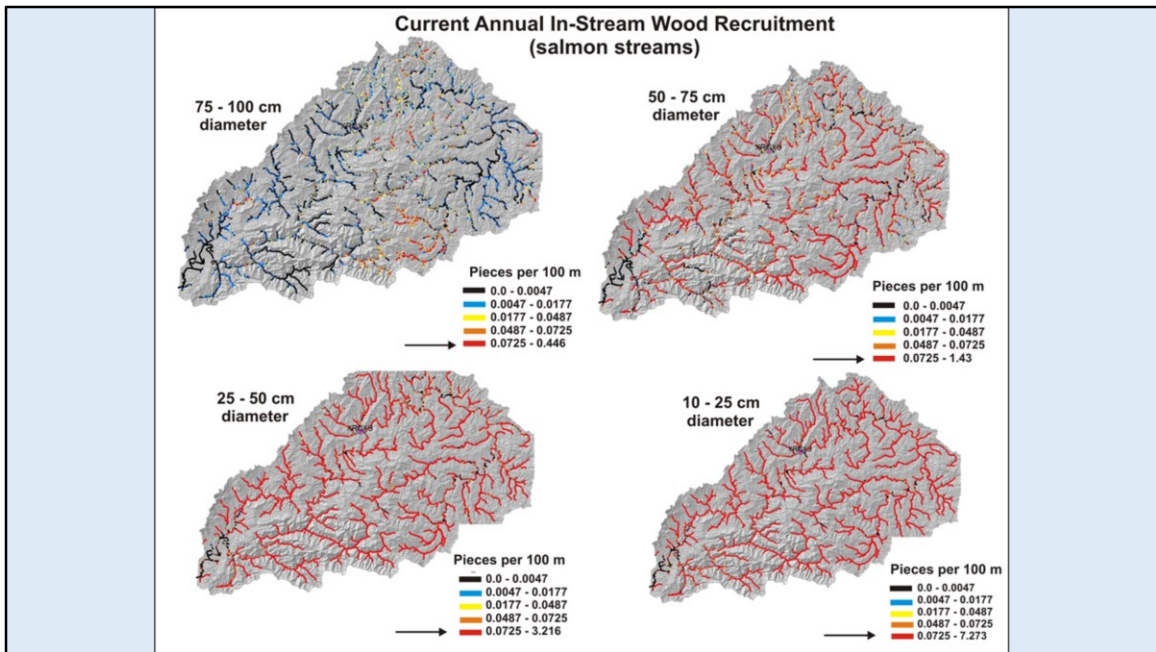 Current Annual In-Stream Wood Recruitment
(salmon streams)
75 - 100 cm
diameter
Pieces per 100 m
0.0 - 0.0047
0.0047 - 0.0177
0.0177 - 0.0487
0.0487 - 0.0725
0.0725 - 0.446
50 - 75 cm
diameter
Pieces per 100 m
0.0 - 0.0047
0.0047 - 0.0177
0.0177 - 0.0487
0.0487 - 0.0725
0.0725 - 1.43
25 - 50 cm
diameter
Pieces per 100 m
0.0 - 0.0047
0.0047 - 0.0177
0.0177 - 0.0487
0.0487 - 0.0725
0.0725 - 3.216
10 - 25 cm
diameter
Pieces per 100 m
0.0 - 0.0047
0.0047 - 0.0177
0.0177 - 0.0487
0.0487 - 0.0725
0.0725 - 7.273